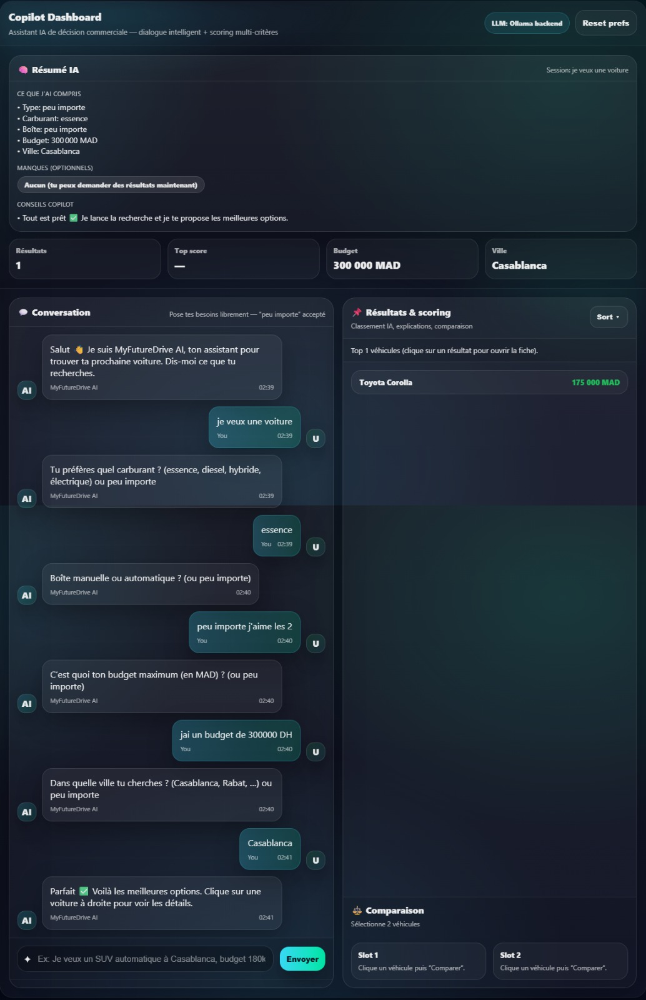 Copilot Dashboard
Assistant IA de décision commerciale — dialogue intelligent + scoring multi-critères
LLM: Ollama backend
Reset prefs
🧠 Résumé IA
Session: je veux une voiture
CE QUE J'AI COMPRIS
• Type: peu importe
• Carburant: essence
• Boîte: peu importe
• Budget: 300 000 MAD
• Ville: Casablanca
MANQUES (OPTIONNELS)
Aucun (tu peux demander des résultats maintenant)
CONSEILS COPILOT
• Tout est prêt ✅ Je lance la recherche et je te propose les meilleures options.
Résultats
1
Top score
—
Budget
300 000 MAD
Ville
Casablanca
💬 Conversation
Pose tes besoins librement — "peu importe" accepté
Salut 👋 Je suis MyFutureDrive AI, ton assistant pour
trouver ta prochaine voiture. Dis-moi ce que tu
recherches.
MyFutureDrive AI 02:39
AI
je veux une voiture
You 02:39
U
Tu préfères quel carburant ? (essence, diesel, hybride,
électrique) ou peu importe
MyFutureDrive AI 02:39
AI
essence
You 02:39
U
Boîte manuelle ou automatique ? (ou peu importe)
MyFutureDrive AI 02:40
AI
peu importe j'aime les 2
You 02:40
U
C'est quoi ton budget maximum (en MAD) ? (ou peu
importe)
MyFutureDrive AI 02:40
AI
jai un budget de 300000 DH
You 02:40
U
Dans quelle ville tu cherches ? (Casablanca, Rabat, ...) ou
peu importe
MyFutureDrive AI 02:40
AI
Casablanca
You 02:41
U
Parfait ✅ Voilà les meilleures options. Clique sur une
voiture à droite pour voir les détails.
MyFutureDrive AI 02:41
AI
✦ Ex: Je veux un SUV automatique à Casablanca, budget 180k
Envoyer
📌 Résultats & scoring
Classement IA, explications, comparaison
Sort ▾
Top 1 véhicules (clique sur un résultat pour ouvrir la fiche).
Toyota Corolla 175 000 MAD
⚖️ Comparaison
Sélectionne 2 véhicules
Slot 1
Clique un véhicule puis "Comparer".
Slot 2
Clique un véhicule puis "Comparer".